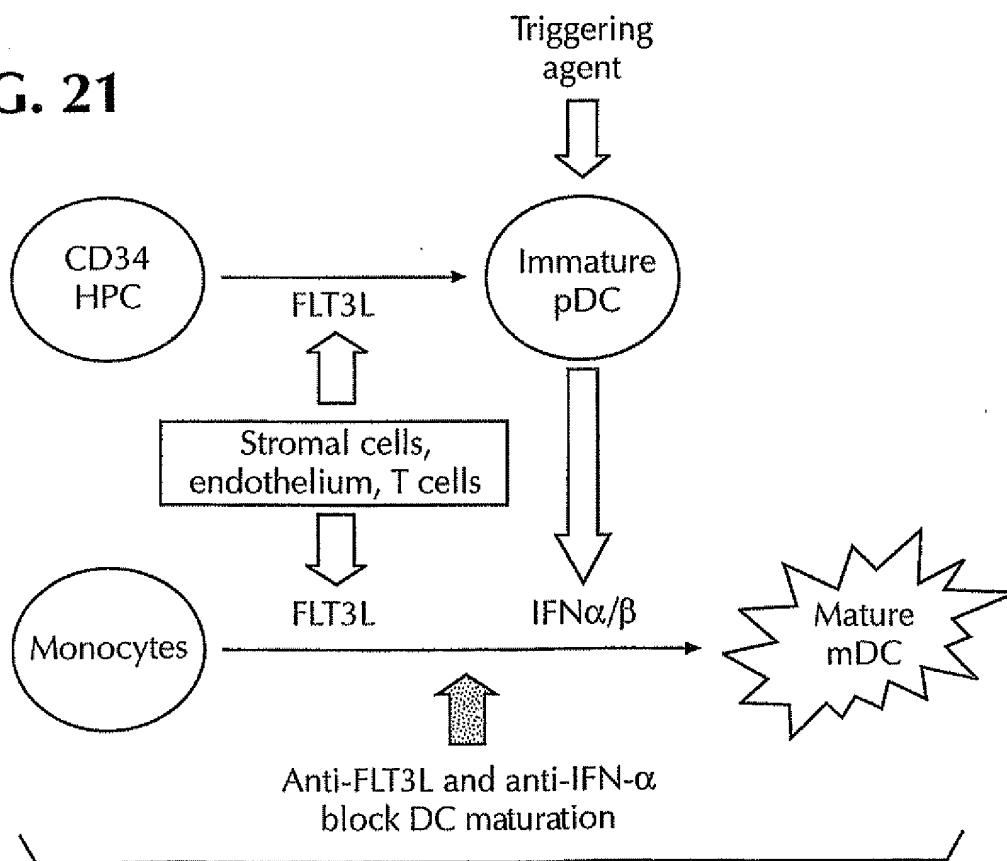 G. 21
Triggering
agent
CD34
HPC
FLT3L
Immature
pDC
Stromal cells,
endothelium, T cells
Monocytes
FLT3L
IFNα/β
Mature
mDC
Anti-FLT3L and anti-IFN-α
block DC maturation